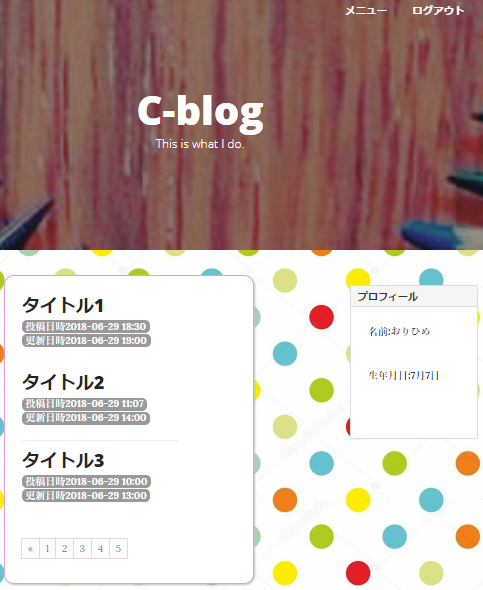 メニュー ログアウト
C-blog
This is what I do.
タイトル1
投稿日時2018-06-29 18:30
更新日時2018-06-29 19:00
タイトル2
投稿日時2018-06-29 11:07
更新日時2018-06-29 14:00
タイトル3
投稿日時2018-06-29 10:00
更新日時2018-06-29 13:00
« 1 2 3 4 5
プロフィール
名前:おりひめ
生年月日:7月7日